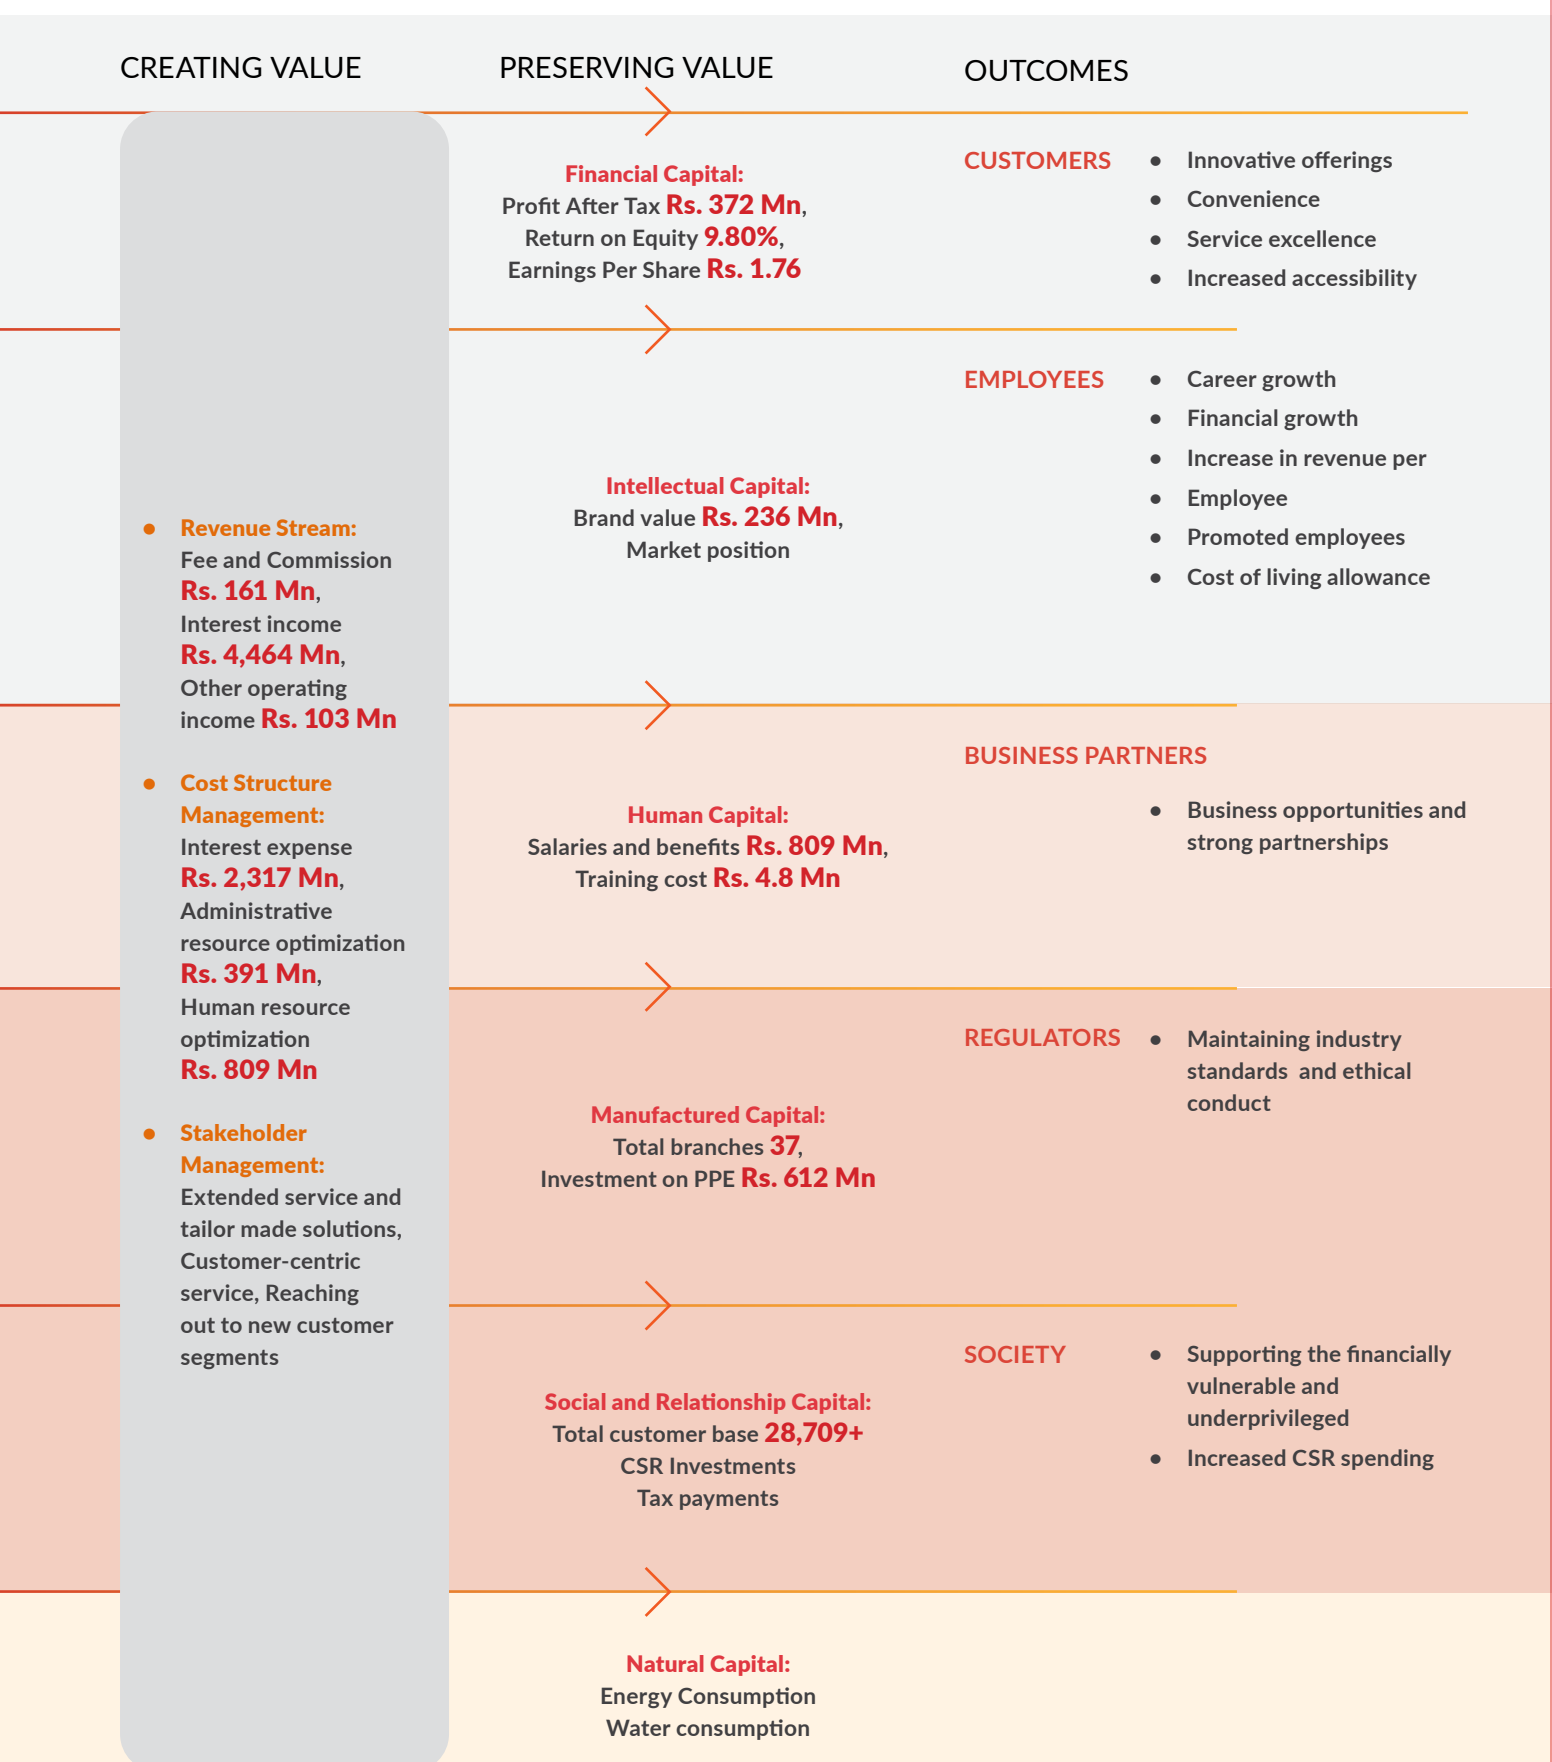 CREATING VALUE
PRESERVING VALUE
OUTCOMES
• Revenue Stream:
Fee and Commission
Rs. 161 Mn,
Interest income
Rs. 4,464 Mn,
Other operating
income Rs. 103 Mn
• Cost Structure
Management:
Interest expense
Rs. 2,317 Mn,
Administrative
resource optimization
Rs. 391 Mn,
Human resource
optimization
Rs. 809 Mn
• Stakeholder
Management:
Extended service and
tailor made solutions,
Customer-centric
service, Reaching
out to new customer
segments
Financial Capital:
Profit After Tax Rs. 372 Mn,
Return on Equity 9.80%,
Earnings Per Share Rs. 1.76
Intellectual Capital:
Brand value Rs. 236 Mn,
Market position
Human Capital:
Salaries and benefits Rs. 809 Mn,
Training cost Rs. 4.8 Mn
Manufactured Capital:
Total branches 37,
Investment on PPE Rs. 612 Mn
Social and Relationship Capital:
Total customer base 28,709+
CSR Investments
Tax payments
Natural Capital:
Energy Consumption
Water consumption
CUSTOMERS
• Innovative offerings
• Convenience
• Service excellence
• Increased accessibility
EMPLOYEES
• Career growth
• Financial growth
• Increase in revenue per
• Employee
• Promoted employees
• Cost of living allowance
BUSINESS PARTNERS
• Business opportunities and
strong partnerships
REGULATORS
• Maintaining industry
standards and ethical
conduct
SOCIETY
• Supporting the financially
vulnerable and
underprivileged
• Increased CSR spending